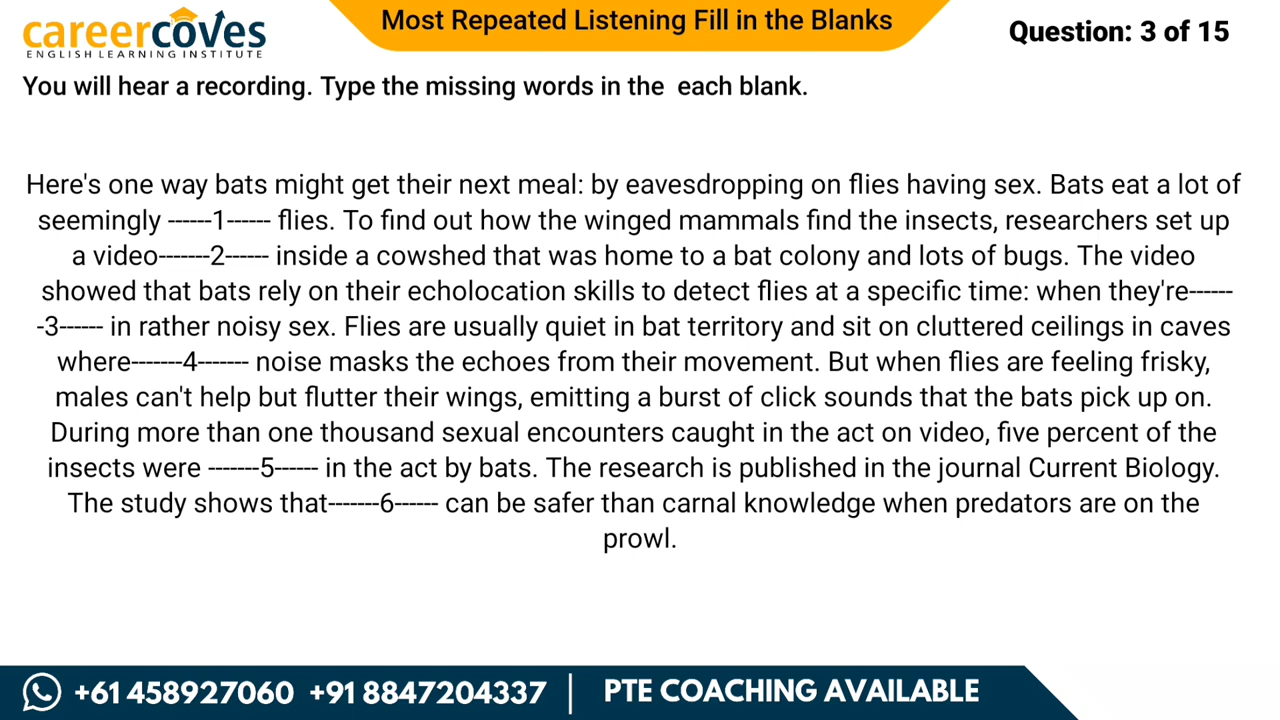 careercoves
ENGLISH LEARNING INSTITUTE
Most Repeated Listening Fill in the Blanks
Question: 3 of 15
You will hear a recording. Type the missing words in the  each blank.
Here's one way bats might get their next meal: by eavesdropping on flies having sex. Bats eat a lot of
seemingly ------1------ flies. To find out how the winged mammals find the insects, researchers set up
a video-------2------ inside a cowshed that was home to a bat colony and lots of bugs. The video
showed that bats rely on their echolocation skills to detect flies at a specific time: when they're------
-3------ in rather noisy sex. Flies are usually quiet in bat territory and sit on cluttered ceilings in caves
where-------4------- noise masks the echoes from their movement. But when flies are feeling frisky,
males can't help but flutter their wings, emitting a burst of click sounds that the bats pick up on.
During more than one thousand sexual encounters caught in the act on video, five percent of the
insects were -------5------ in the act by bats. The research is published in the journal Current Biology.
The study shows that-------6------ can be safer than carnal knowledge when predators are on the
prowl.
+61 458927060 +91 8847204337 | PTE COACHING AVAILABLE